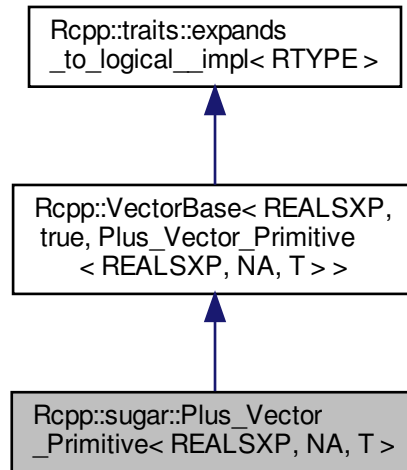 Rcpp::traits::expands
_to_logical__impl< RTYPE >
Rcpp::VectorBase< REALSXP,
true, Plus_Vector_Primitive
< REALSXP, NA, T > >
Rcpp::sugar::Plus_Vector
_Primitive< REALSXP, NA, T >